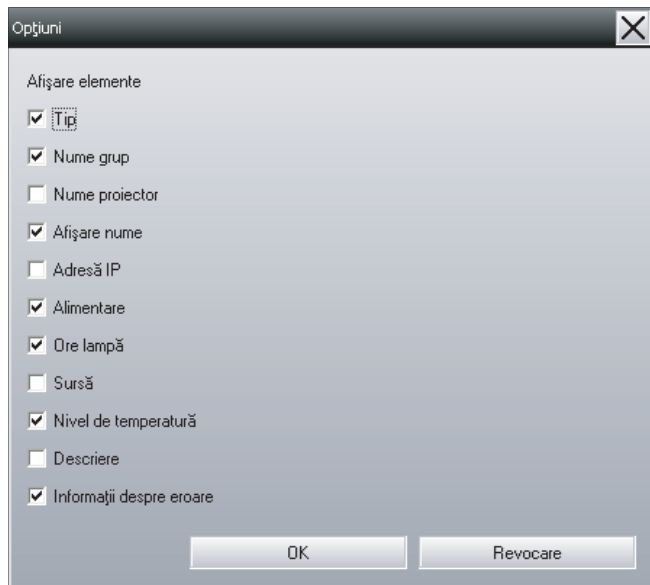 Opţiuni
Afişare elemente
Tip
Nume grup
Nume proiector
Afişare nume
Adresă IP
Alimentare
Ore lampă
Sursă
Nivel de temperatură
Descriere
Informaţii despre eroare
OK
Revocare